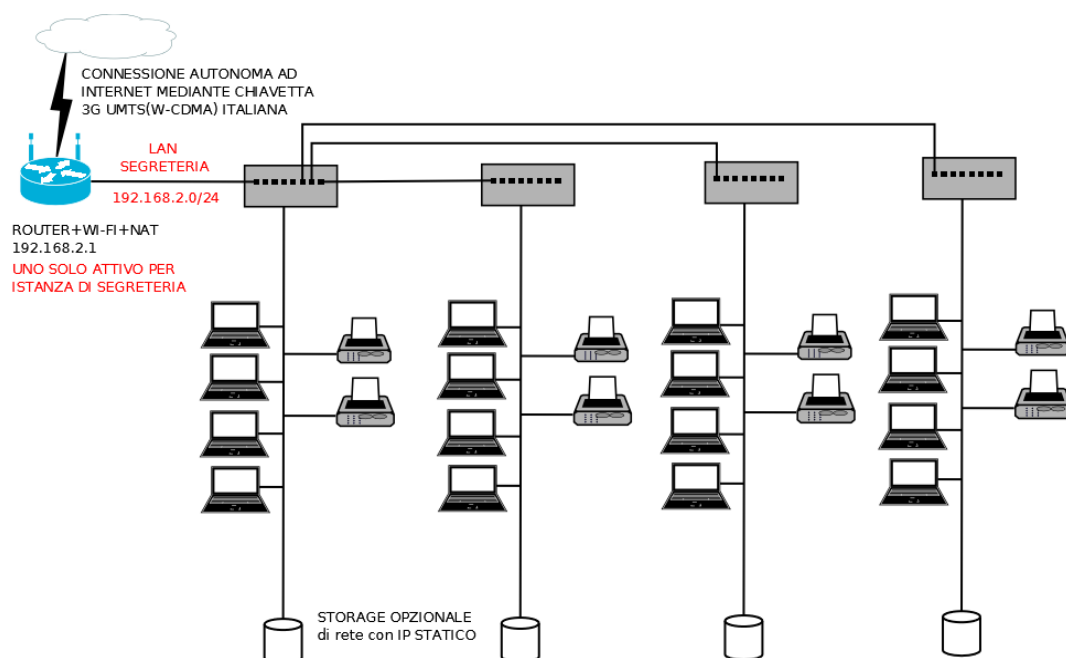 CONNESSIONE AUTONOMA AD
INTERNET MEDIANTE CHIAVETTA
3G UMTS(W-CDMA) ITALIANA
LAN
SEGRETERIA
192.168.2.0/24
ROUTER+WI-FI+NAT
192.168.2.1
UNO SOLO ATTIVO PER
ISTANZA DI SEGRETERIA
STORAGE OPZIONALE
di rete con IP STATICO